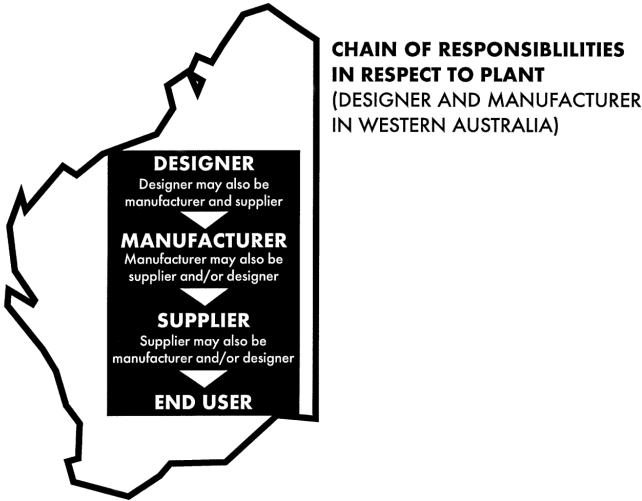 CHAIN OF RESPONSIBLILITIES
IN RESPECT TO PLANT
(DESIGNER AND MANUFACTURER
IN WESTERN AUSTRALIA)
DESIGNER
Designer may also be
manufacturer and supplier
MANUFACTURER
Manufacturer may also be
supplier and/or designer
SUPPLIER
Supplier may also be
manufacturer and/or designer
END USER